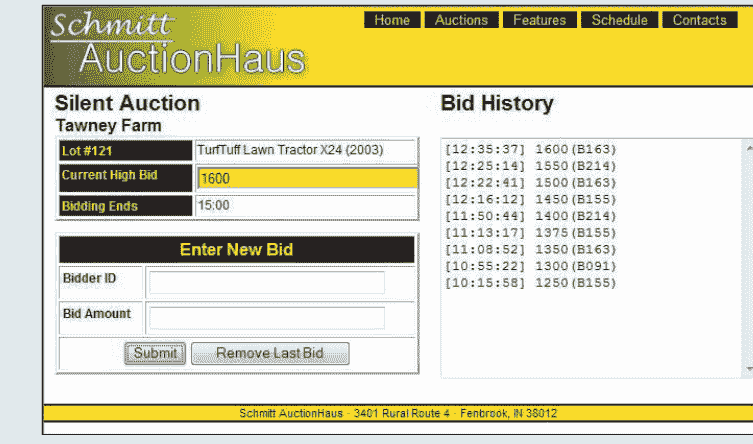 Schmitt
AuctionHaus
Home Auctions Features Schedule Contacts
Silent Auction
Tawney Farm
Lot #121 TurfTuff Lawn Tractor X24 (2003)
Current High Bid 1600
Bidding Ends 15:00
Enter New Bid
Bidder ID
Bid Amount
Submit Remove Last Bid
Bid History
[12:35:37] 1600(B163)
[12:25:14] 1550(B214)
[12:22:41] 1500(B163)
[12:16:12] 1450(B155)
[11:50:44] 1400(B214)
[11:13:17] 1375(B155)
[11:08:52] 1350(B163)
[10:55:22] 1300(B091)
[10:15:58] 1250(B155)
Schmitt AuctionHaus - 3401 Rural Route 4 - Fenbrook, IN 38012